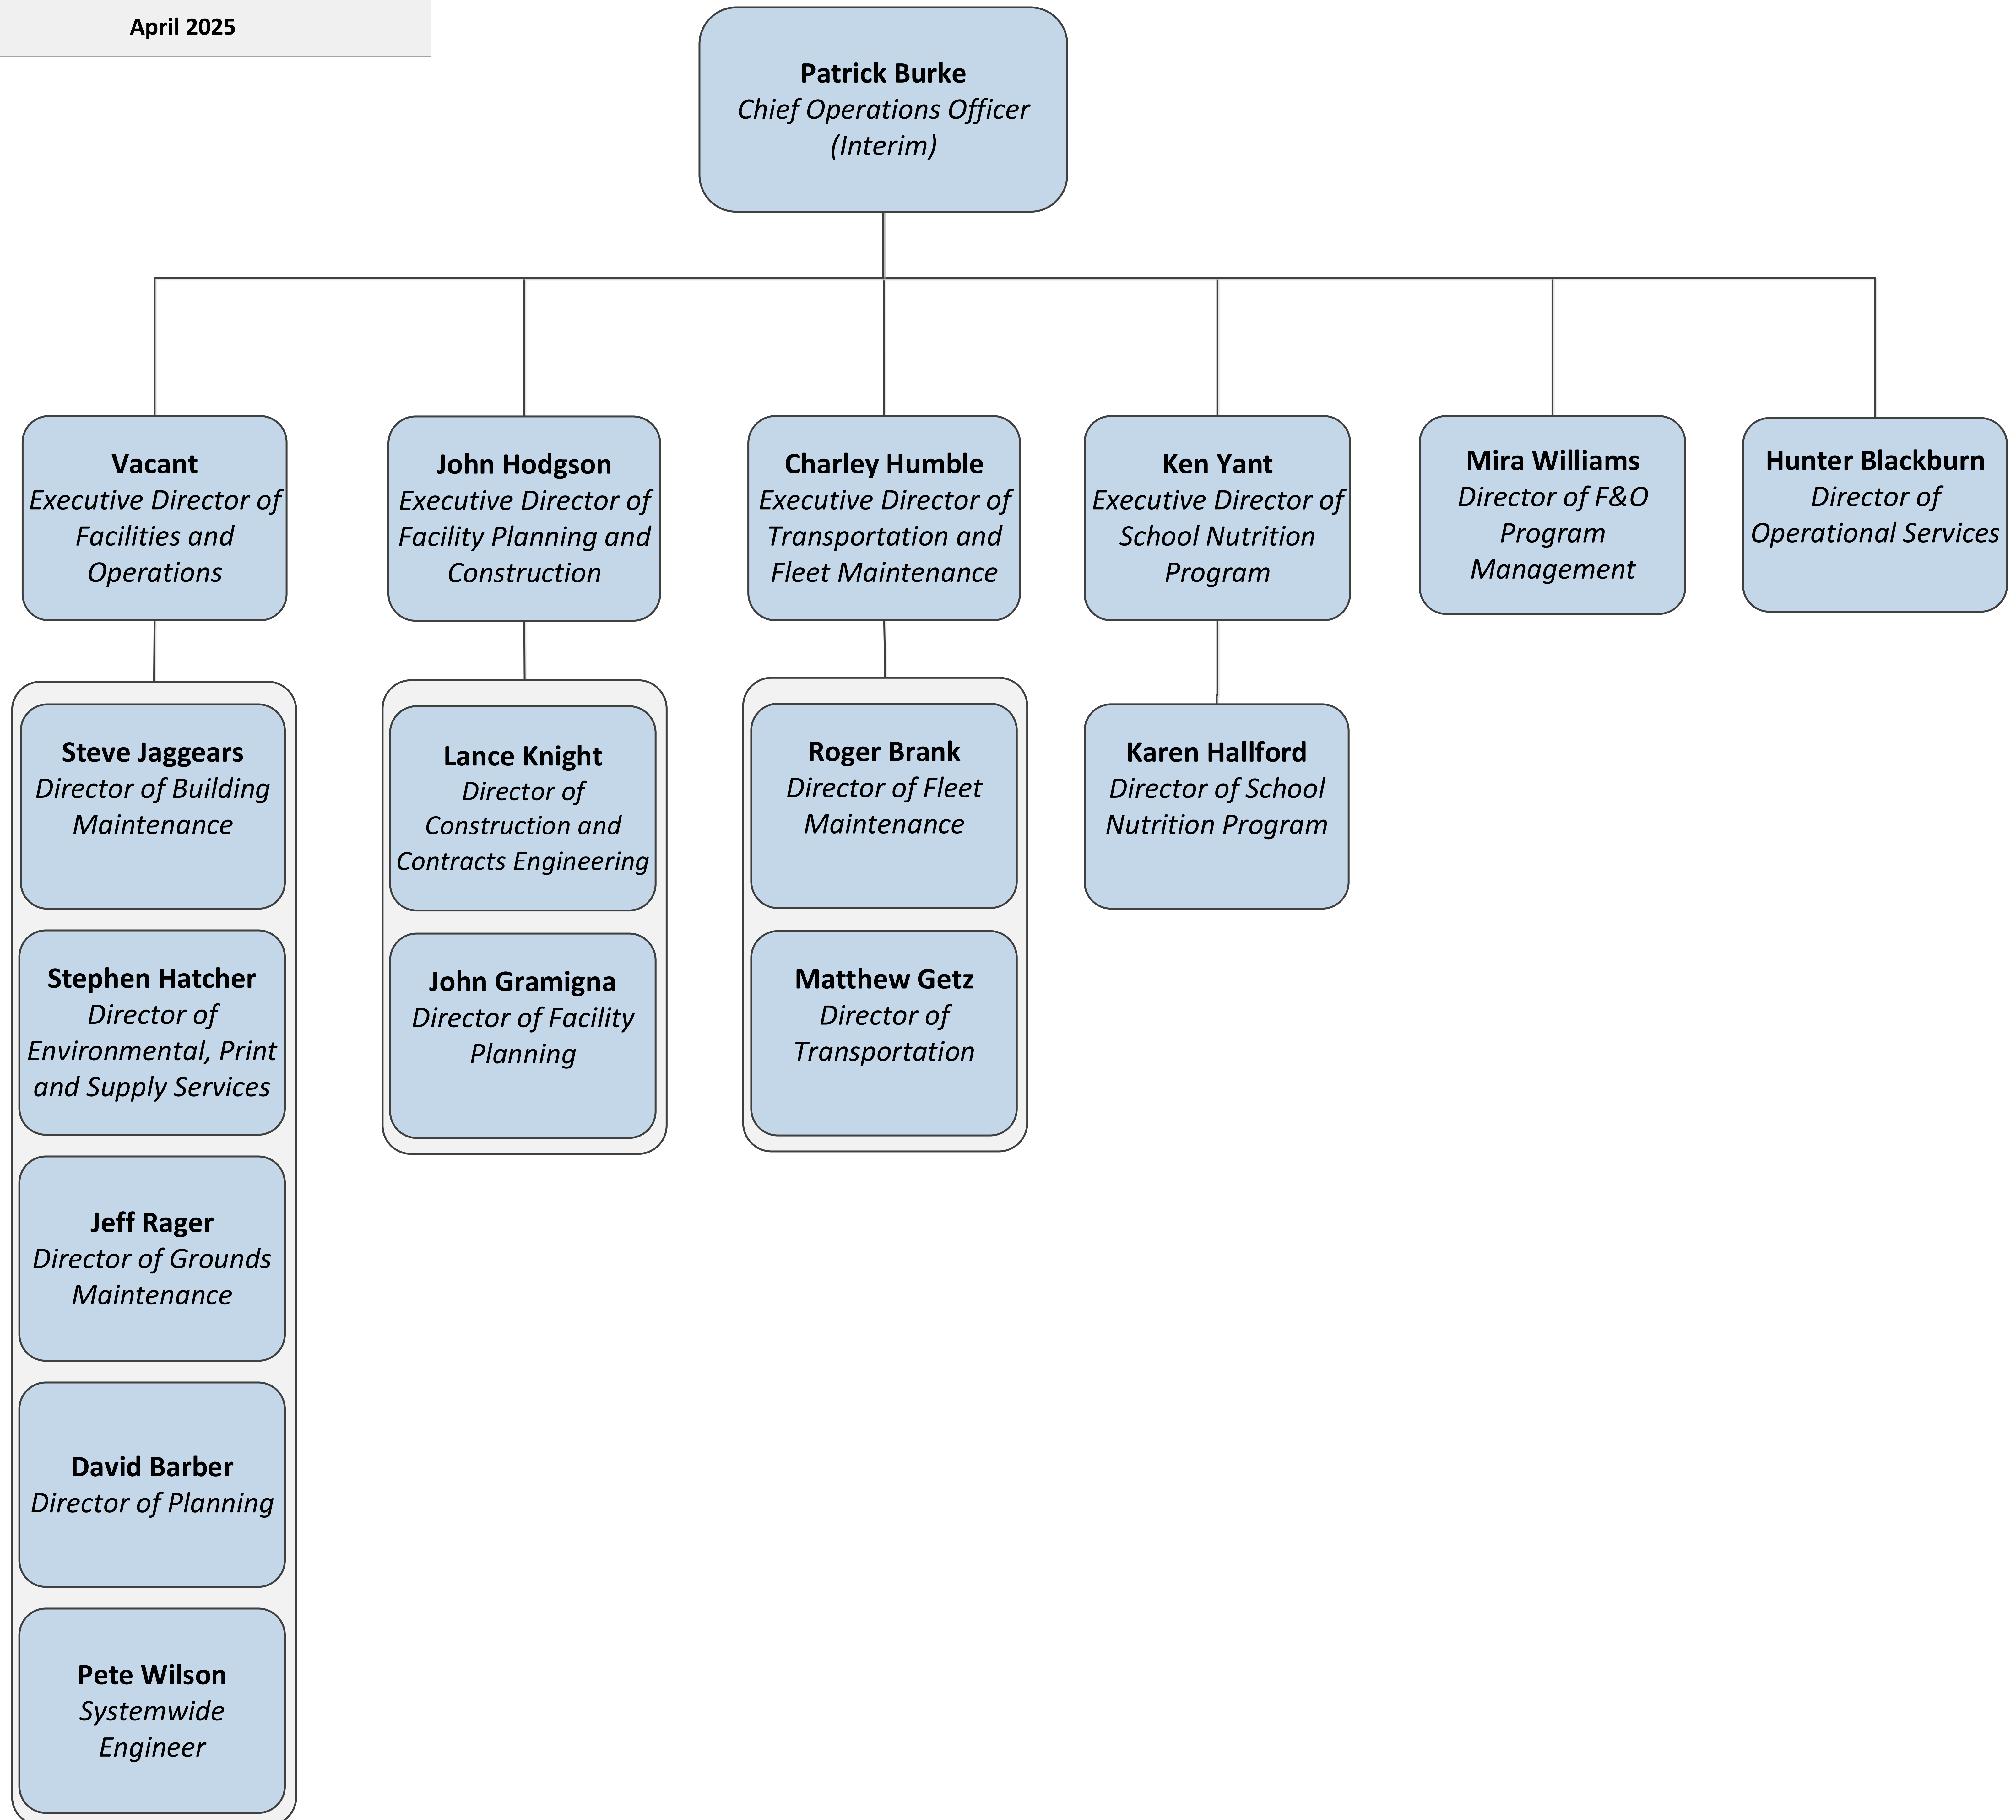 April 2025
Patrick Burke
Chief Operations Officer
(Interim)
Vacant
Executive Director of
Facilities and
Operations
John Hodgson
Executive Director of
Facility Planning and
Construction
Charley Humble
Executive Director of
Transportation and
Fleet Maintenance
Ken Yant
Executive Director of
School Nutrition
Program
Mira Williams
Director of F&O
Program
Management
Hunter Blackburn
Director of
Operational Services
Steve Jaggears
Director of Building
Maintenance
Stephen Hatcher
Director of
Environmental, Print
and Supply Services
Jeff Rager
Director of Grounds
Maintenance
David Barber
Director of Planning
Pete Wilson
Systemwide
Engineer
Lance Knight
Director of
Construction and
Contracts Engineering
John Gramigna
Director of Facility
Planning
Roger Brank
Director of Fleet
Maintenance
Matthew Getz
Director of
Transportation
Karen Hallford
Director of School
Nutrition Program